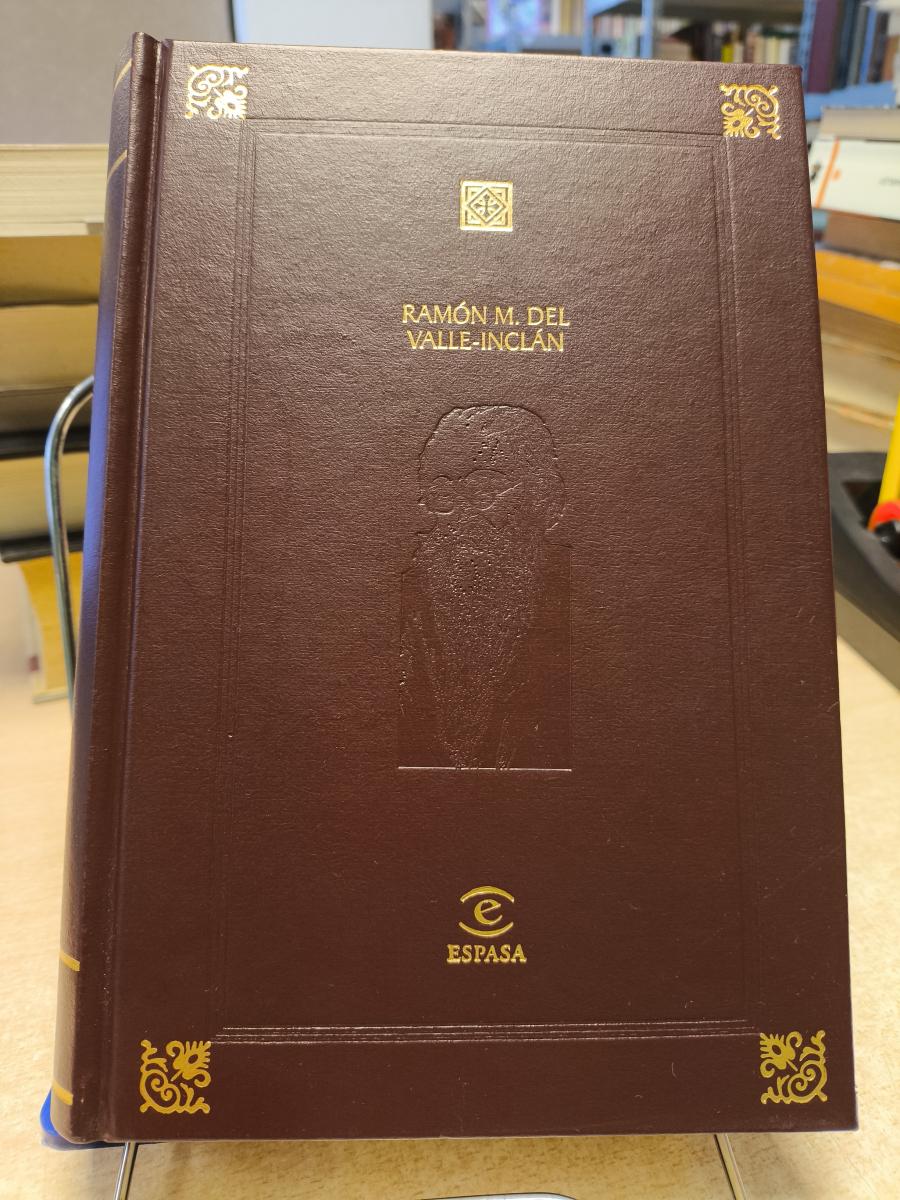 RAMÓN M. DEL
VALLE-INCLÁN
e
ESPASA